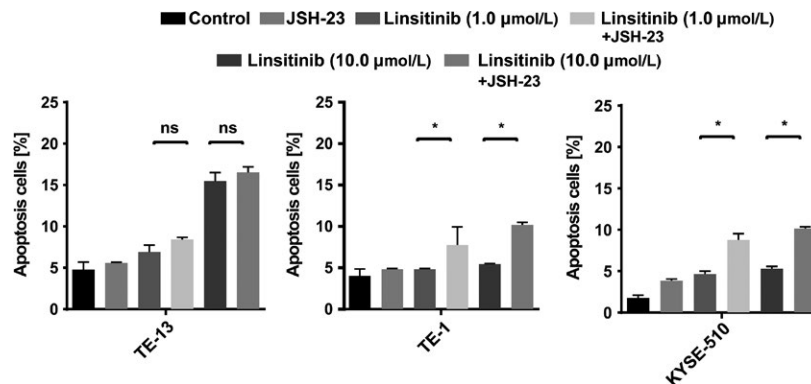 Control JSH-23 Linsitinib (1.0 µmol/L) Linsitinib (1.0 µmol/L)
+JSH-23
Linsitinib (10.0 µmol/L) Linsitinib (10.0 µmol/L)
+JSH-23
Apoptosis cells [%]
25
20
15
10
5
0
ns
ns
TE-13
Apoptosis cells [%]
25
20
15
10
5
0
*
*
TE-1
Apoptosis cells [%]
25
20
15
10
5
0
*
*
KYSE-510